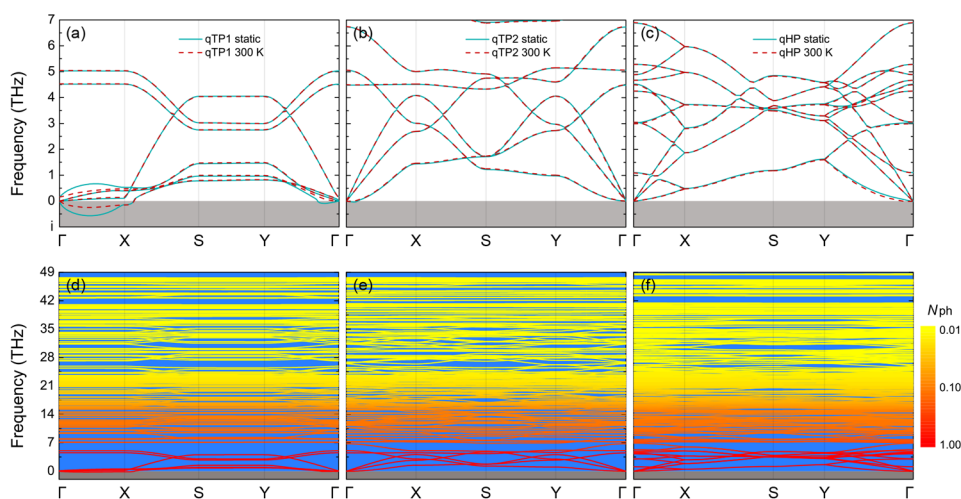 (a)
qTP1 static
qTP1 300 K
(b)
qTP2 static
qTP2 300 K
(c)
qHP static
qHP 300 K
Frequency (THz)
7
6
5
4
3
2
1
0
i
Γ X S Y Γ
Γ X S Y Γ
Γ X S Y Γ
(d)
(e)
(f)
Frequency (THz)
49
42
35
28
21
14
7
0
Γ X S Y Γ
Γ X S Y Γ
Γ X S Y Γ
Nph
0.01
0.10
1.00